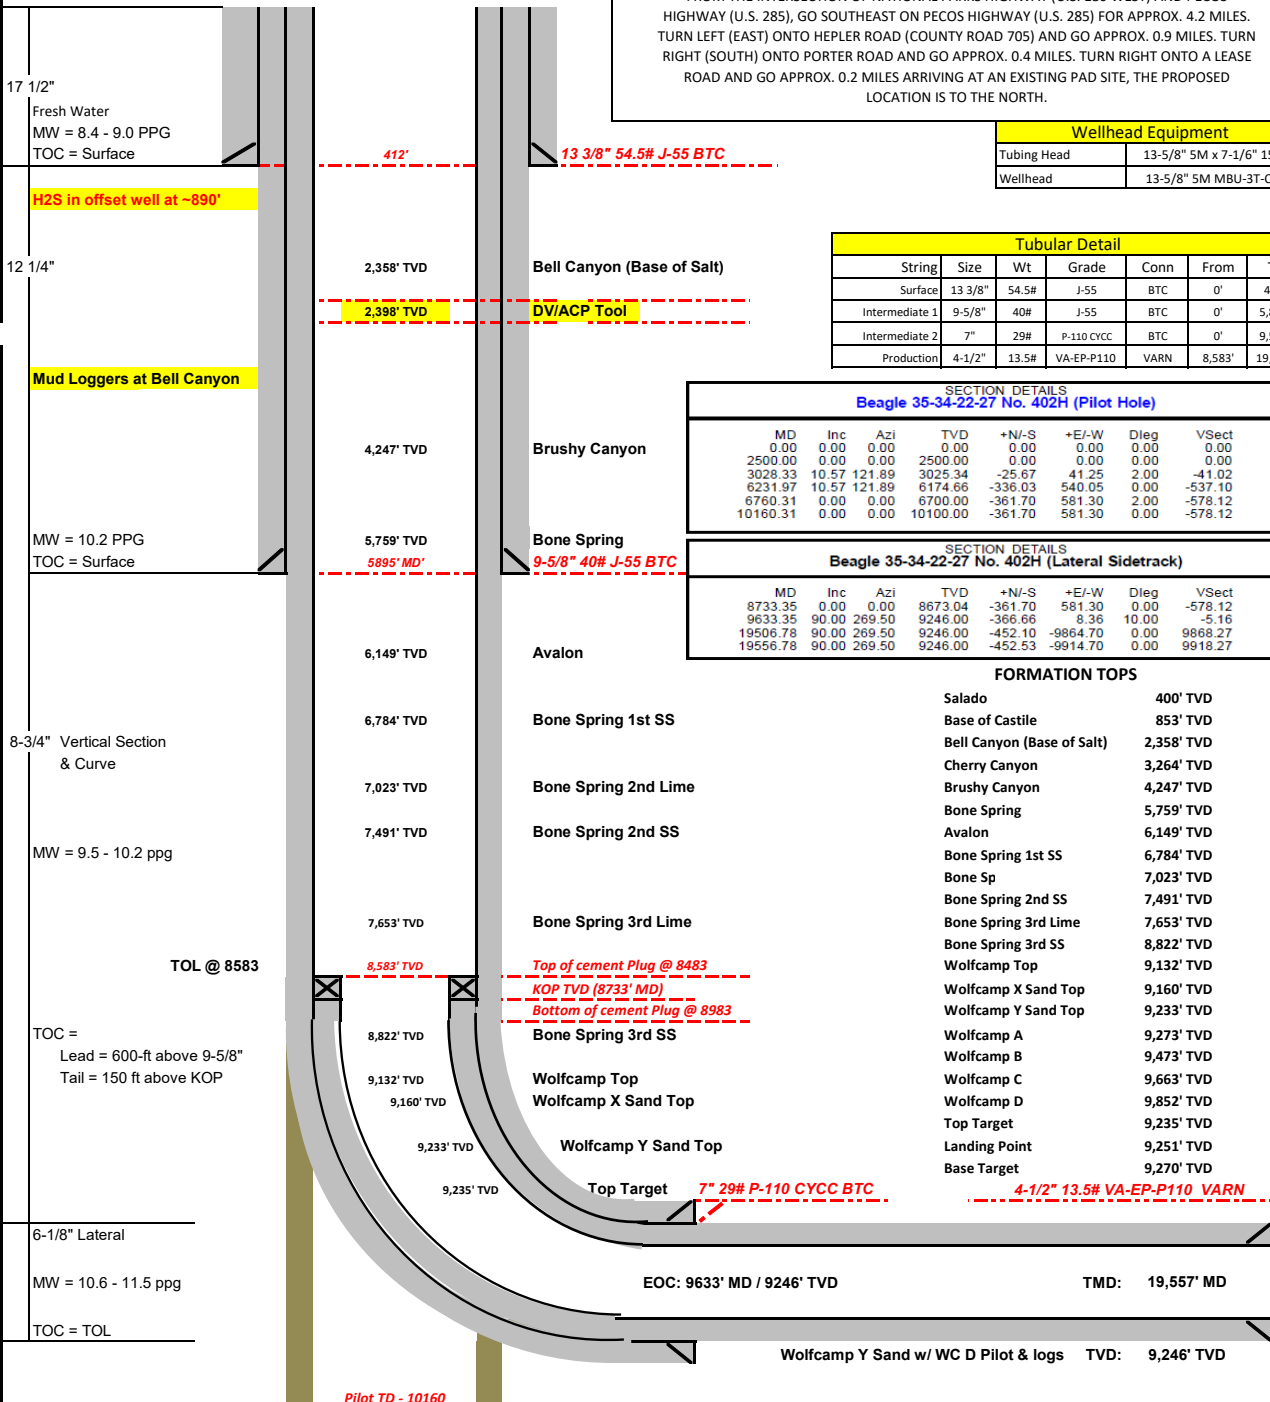 HIGHWAY (U.S. 285), GO SOUTHEAST ON PECOS HIGHWAY (U.S. 285) FOR APPROX. 4.2 MILES.
TURN LEFT (EAST) ONTO HEPLER ROAD (COUNTY ROAD 705) AND GO APPROX. 0.9 MILES. TURN
RIGHT (SOUTH) ONTO PORTER ROAD AND GO APPROX. 0.4 MILES. TURN RIGHT ONTO A LEASE
ROAD AND GO APPROX. 0.2 MILES ARRIVING AT AN EXISTING PAD SITE, THE PROPOSED
LOCATION IS TO THE NORTH.
17 1/2"
Fresh Water
MW = 8.4 - 9.0 PPG
TOC = Surface
412'
13 3/8" 54.5# J-55 BTC
Wellhead Equipment
Tubing Head 13-5/8" 5M x 7-1/6"
Wellhead 13-5/8" 5M MBU-3T-
H2S in offset well at ~890'
12 1/4"
2,358' TVD Bell Canyon (Base of Salt)
2,398' TVD DV/ACP Tool
Tubular Detail
String Size Wt Grade Conn From
Surface 13 3/8" 54.5# J-55 BTC 0'
Intermediate 1 9-5/8" 40# J-55 BTC 0'
Intermediate 2 7" 29# P-110 CYCC BTC 0'
Production 4-1/2" 13.5# VA-EP-P110 VARN 8,583'
Mud Loggers at Bell Canyon
4,247' TVD Brushy Canyon
SECTION DETAILS
Beagle 35-34-22-27 No. 402H (Pilot Hole)
MD Inc Azi TVD +N/-S +E/-W Dleg VSect
0.00 0.00 0.00 0.00 0.00 0.00 0.00 0.00
2500.00 0.00 0.00 2500.00 0.00 0.00 0.00 0.00
3028.33 10.57 121.89 3025.34 -25.67 41.25 2.00 -41.02
6231.97 10.57 121.89 6174.66 -336.03 540.05 0.00 -537.10
6760.31 0.00 0.00 6700.00 -361.70 581.30 2.00 -578.12
10160.31 0.00 0.00 10100.00 -361.70 581.30 0.00 -578.12
MW = 10.2 PPG
TOC = Surface
5,759' TVD Bone Spring
5895' MD' 9-5/8" 40# J-55 BTC
SECTION DETAILS
Beagle 35-34-22-27 No. 402H (Lateral Sidetrack)
MD Inc Azi TVD +N/-S +E/-W Dleg VSect
8733.35 0.00 0.00 8673.04 -361.70 581.30 0.00 -578.12
9633.35 90.00 269.50 9246.00 -366.66 8.36 10.00 -5.16
19506.78 90.00 269.50 9246.00 -452.10 -9864.70 0.00 9868.27
19556.78 90.00 269.50 9246.00 -452.53 -9914.70 0.00 9918.27
6,149' TVD Avalon
6,784' TVD Bone Spring 1st SS
8-3/4" Vertical Section
& Curve
7,023' TVD Bone Spring 2nd Lime
7,491' TVD Bone Spring 2nd SS
MW = 9.5 - 10.2 ppg
7,653' TVD Bone Spring 3rd Lime
FORMATION TOPS
Salado 400' TVD
Base of Castile 853' TVD
Bell Canyon (Base of Salt) 2,358' TVD
Cherry Canyon 3,264' TVD
Brushy Canyon 4,247' TVD
Bone Spring 5,759' TVD
Avalon 6,149' TVD
Bone Spring 1st SS 6,784' TVD
Bone Sp 7,023' TVD
Bone Spring 2nd SS 7,491' TVD
Bone Spring 3rd Lime 7,653' TVD
Bone Spring 3rd SS 8,822' TVD
Wolfcamp Top 9,132' TVD
Wolfcamp X Sand Top 9,160' TVD
Wolfcamp Y Sand Top 9,233' TVD
Wolfcamp A 9,273' TVD
Wolfcamp B 9,473' TVD
Wolfcamp C 9,663' TVD
Wolfcamp D 9,852' TVD
Top Target 9,235' TVD
Landing Point 9,251' TVD
Base Target 9,270' TVD
TOL @ 8583
8,583' TVD Top of cement Plug @ 8483
KOP TVD (8733' MD)
Bottom of cement Plug @ 8983
TOC =
Lead = 600-ft above 9-5/8"
Tail = 150 ft above KOP
8,822' TVD Bone Spring 3rd SS
9,132' TVD Wolfcamp Top
9,160' TVD Wolfcamp X Sand Top
9,233' TVD Wolfcamp Y Sand Top
9,235' TVD Top Target
7" 29# P-110 CYCC BTC
4-1/2" 13.5# VA-EP-P110 VARN
6-1/8" Lateral
MW = 10.6 - 11.5 ppg
TOC = TOL
EOC: 9633' MD / 9246' TVD
TMD: 19,557' MD
Wolfcamp Y Sand w/ WC D Pilot & logs TVD: 9,246' TVD
Pilot TD - 10160